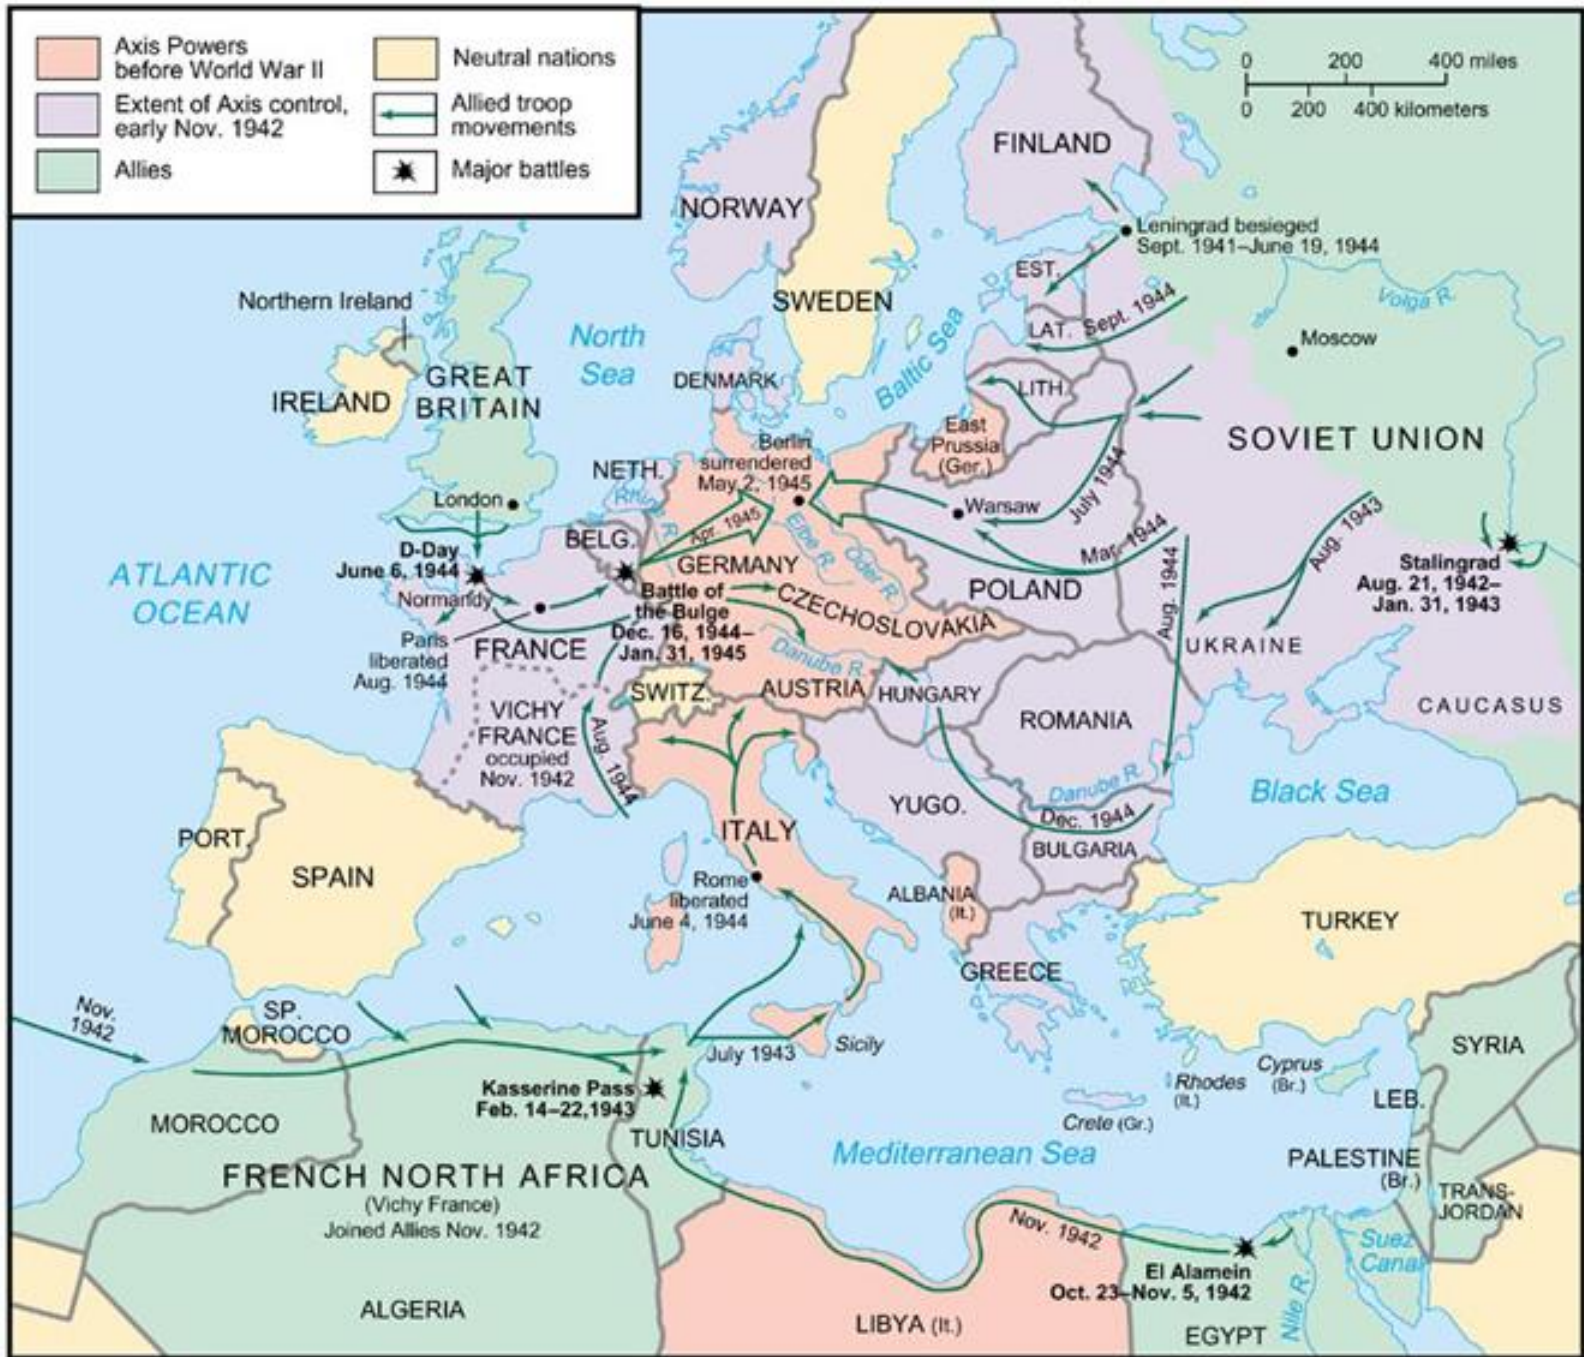 Axis Powers
before World War II
Extent of Axis control,
early Nov. 1942
Allies
Neutral nations
Allied troop
movements
Major battles
0 200 400 miles
0 200 400 kilometers
FINLAND
NORWAY
SWEDEN
Leningrad besieged
Sept. 1941–June 19, 1944
EST.
LAT.
Sept. 1944
Volga R.
Moscow
Northern Ireland
IRELAND
GREAT
BRITAIN
North
Sea
Baltic Sea
DENMARK
LITH.
East
Prussia
(Ger.)
SOVIET UNION
London
NETH.
Rhine R.
Berlin
surrendered
May 2, 1945
Warsaw
July 1944
Aug. 1943
Mar. 1944
Aug. 1944
Stalingrad
Aug. 21, 1942–
Jan. 31, 1943
ATLANTIC
OCEAN
D-Day
June 6, 1944
Normandy
BELG.
Apr. 1945
GERMANY
Elbe R.
Oder R.
POLAND
Battle of
the Bulge
Dec. 16, 1944–
Jan. 31, 1945
CZECHOSLOVAKIA
Paris
liberated
Aug. 1944
FRANCE
UKRAINE
Danube R.
SWITZ.
AUSTRIA
HUNGARY
ROMANIA
CAUCASUS
VICHY
FRANCE
occupied
Nov. 1942
Aug. 1944
Danube R.
Black Sea
YUGO.
Dec. 1944
BULGARIA
ITALY
PORT.
SPAIN
Rome
liberated
June 4, 1944
ALBANIA
(It.)
TURKEY
GREECE
Nov.
1942
SP.
MOROCCO
July 1943
Sicily
Kasserine Pass
Feb. 14–22,1943
Crete (Gr.)
Rhodes
(It.)
Cyprus
(Br.)
SYRIA
LEB.
MOROCCO
TUNISIA
Mediterranean Sea
PALESTINE
(Br.)
TRANS-
JORDAN
FRENCH NORTH AFRICA
(Vichy France)
Joined Allies Nov. 1942
Nov. 1942
Suez
Canal
El Alamein
Oct. 23–Nov. 5, 1942
Nile R.
ALGERIA
LIBYA (It.)
EGYPT